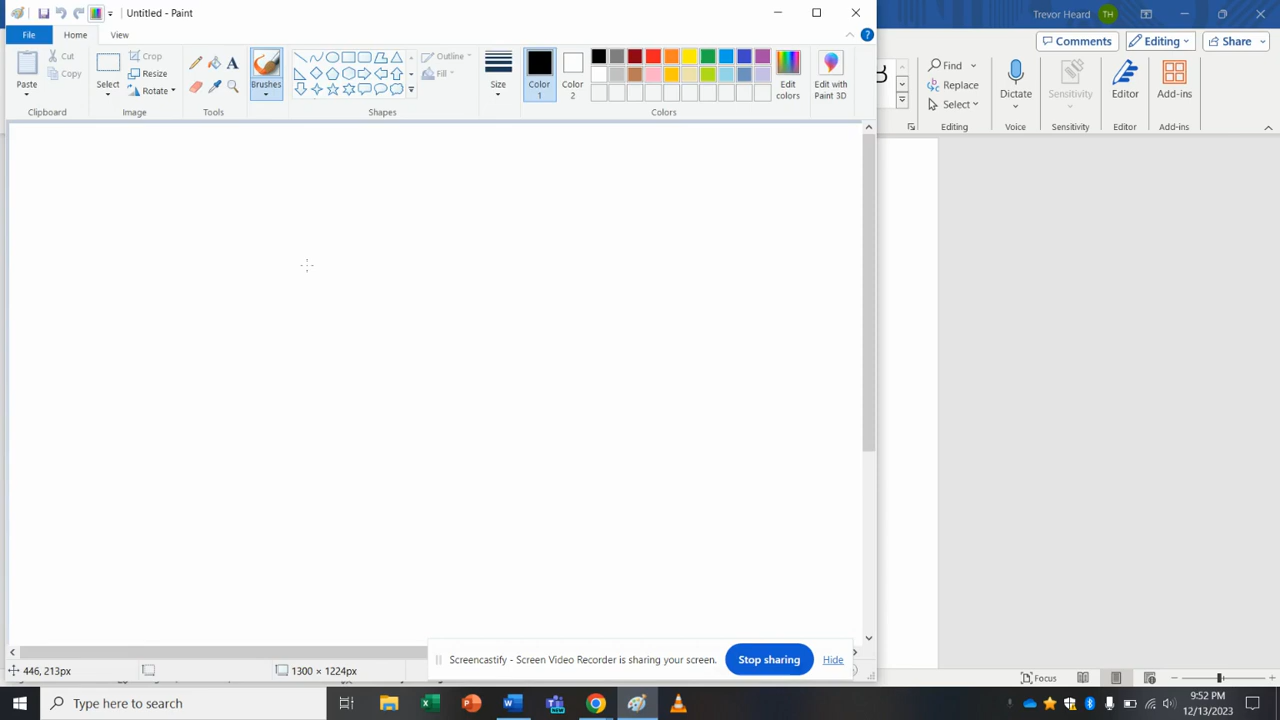 Untitled - Paint
Trevor Heard TH
File Home View
Comments Editing Share
Paste Cut Copy
Select Crop Resize Rotate
Brushes
Outline Fill
Size
Color 1
Color 2
Edit colors
Edit with Paint 3D
Find
Replace
Select
Dictate
Sensitivity
Editor
Add-ins
Clipboard Image Tools Shapes Colors
Editing Voice Sensitivity Editor Add-ins
Screencastify - Screen Video Recorder is sharing your screen. Stop sharing Hide
446, 213px 1300 × 1224px
Focus
Type here to search
9:52 PM
12/13/2023